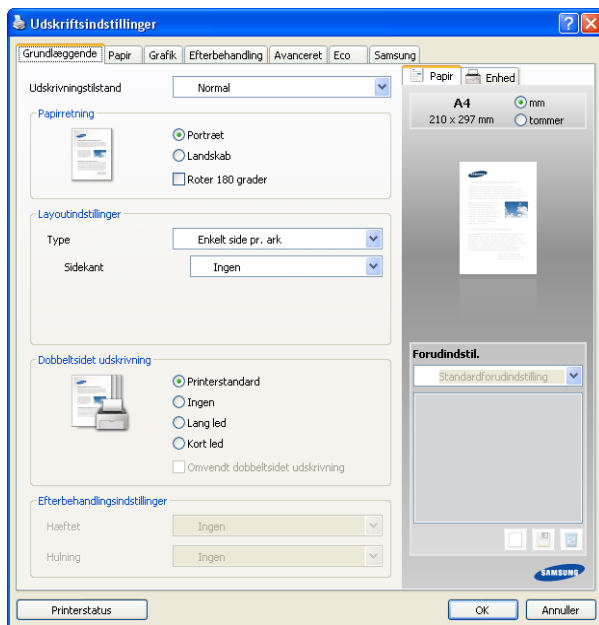 Udskriftsindstillinger
Grundlæggende Papir Grafik Efterbehandling Avanceret Eco Samsung
Udskrivningstilstand Normal
Papirretning
Portræt
Landskab
Roter 180 grader
Layoutindstillinger
Type Enkelt side pr. ark
Sidekant Ingen
Dobbeltsidet udskrivning
Printerstandard
Ingen
Lang led
Kort led
Omvendt dobbeltsidet udskrivning
Efterbehandlingsindstillinger
Hæftet Ingen
Hulning Ingen
Papir Enhed
A4 mm
210 x 297 mm tommer
Forudindstil.
Standardforudindstilling
SAMSUNG
Printerstatus OK Annuller